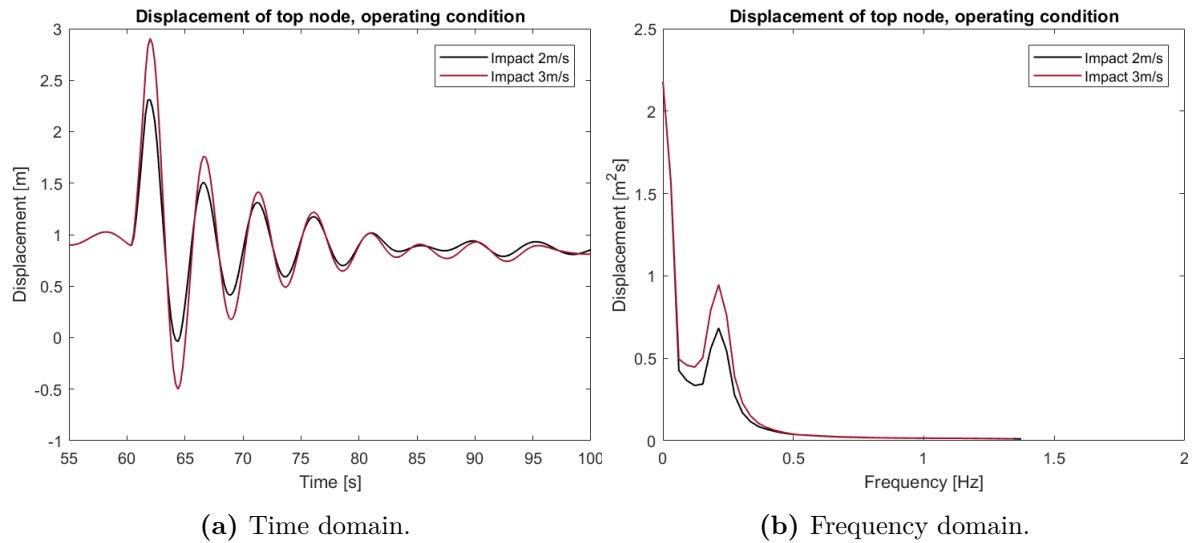 Displacement of top node, operating condition
Impact 2m/s
Impact 3m/s
3
2.5
2
1.5
1
0.5
0
-0.5
-1
Displacement [m]
55 60 65 70 75 80 85 90 95 100
Time [s]
(a) Time domain.
Displacement of top node, operating condition
Impact 2m/s
Impact 3m/s
2.5
2
1.5
1
0.5
0
Displacement [m²s]
0 0.5 1 1.5 2
Frequency [Hz]
(b) Frequency domain.